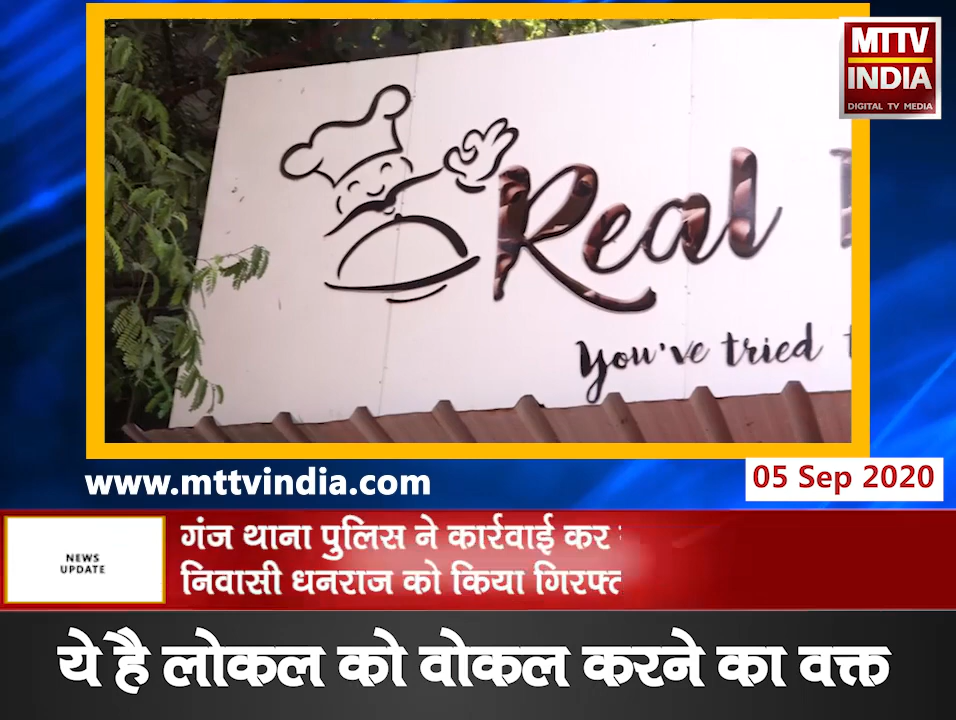 MTTV
INDIA
DIGITAL TV MEDIA
Real
You've tried
www.mttvindia.com
05 Sep 2020
NEWS
UPDATE
गंज थाना पुलिस ने कार्रवाई कर
निवासी धनराज को किया
ये है लोकल को वोकल करने का वक्त